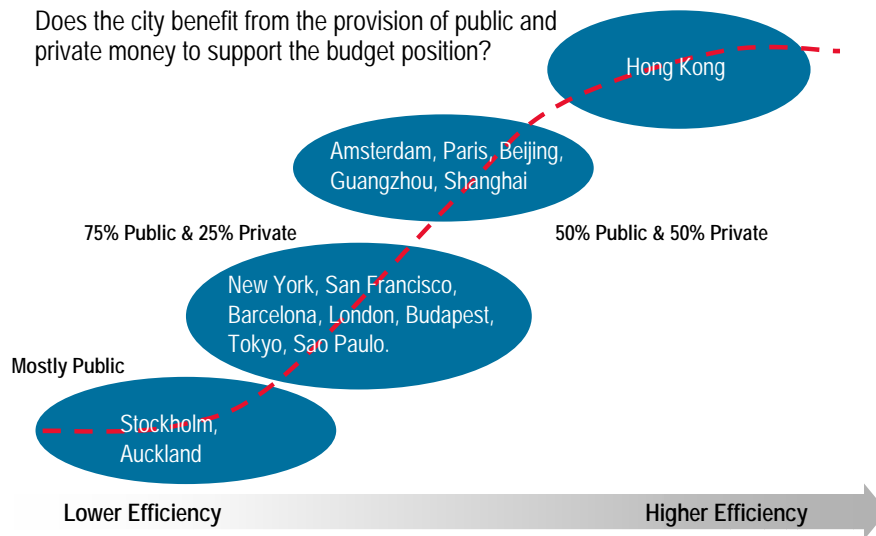 Does the city benefit from the provision of public and
private money to support the budget position?
Hong Kong
Amsterdam, Paris, Beijing,
Guangzhou, Shanghai
75% Public & 25% Private
50% Public & 50% Private
New York, San Francisco,
Barcelona, London, Budapest,
Tokyo, Sao Paulo.
Mostly Public
Stockholm,
Auckland
Lower Efficiency
Higher Efficiency